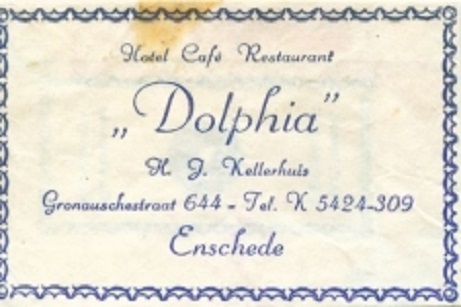 Hotel Café Restaurant
„Dolphia”
H. J. Kellerhuis
Gronauschestraat 644 - Tel. K 5424-309
Enschede